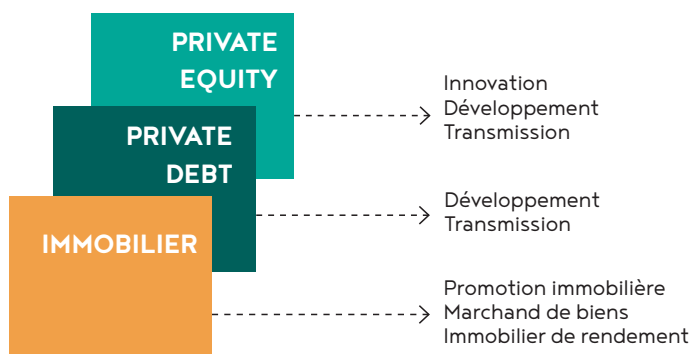 PRIVATE
EQUITY
Innovation
Développement
Transmission
PRIVATE
DEBT
Développement
Transmission
IMMOBILIER
Promotion immobilière
Marchand de biens
Immobilier de rendement